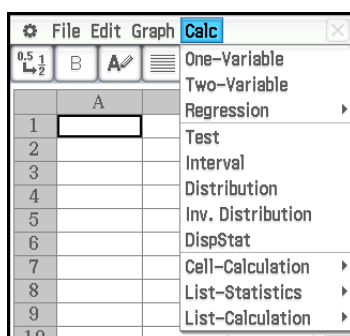 File Edit Graph Calc
0.5 1/2 B A
One-Variable
Two-Variable
Regression
Test
Interval
Distribution
Inv. Distribution
DispStat
Cell-Calculation
List-Statistics
List-Calculation
A
1
2
3
4
5
6
7
8
9